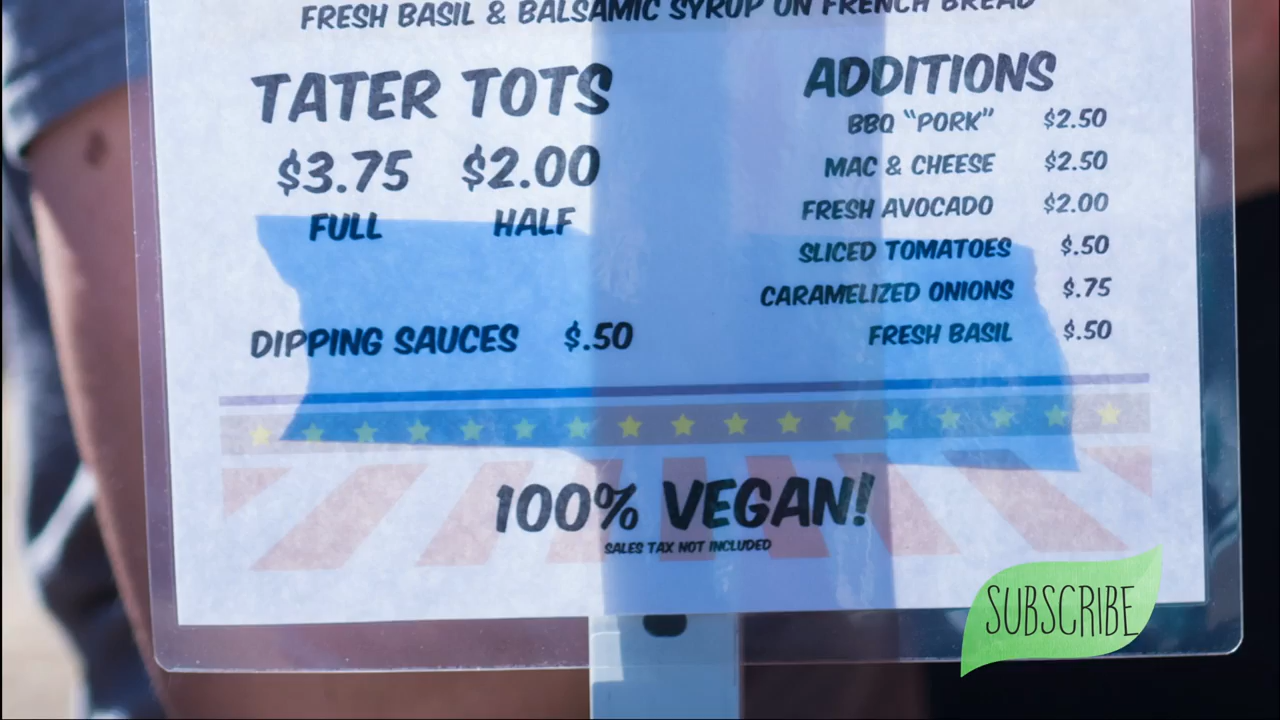 FRESH BASIL & BALSAMIC SYRUP ON FRENCH BREAD
TATER TOTS
$3.75 $2.00
FULL HALF
DIPPING SAUCES $.50
ADDITIONS
BBQ "PORK" $2.50
MAC & CHEESE $2.50
FRESH AVOCADO $2.00
SLICED TOMATOES $.50
CARAMELIZED ONIONS $.75
FRESH BASIL $.50
100% VEGAN!
SALES TAX NOT INCLUDED
SUBSCRIBE